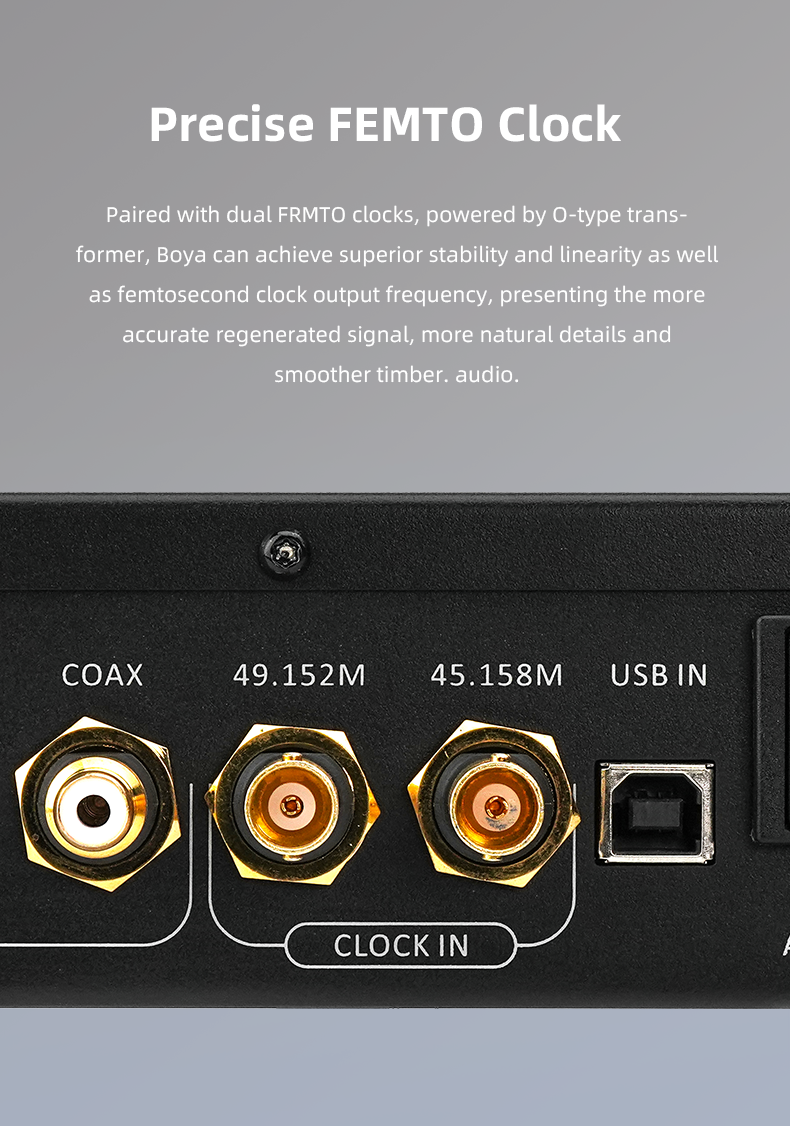 Precise FEMTO Clock
Paired with dual FRMTO clocks, powered by O-type trans-
former, Boya can achieve superior stability and linearity as well
as femtosecond clock output frequency, presenting the more
accurate regenerated signal, more natural details and
smoother timber. audio.
COAX
49.152M
45.158M
USB IN
CLOCK IN